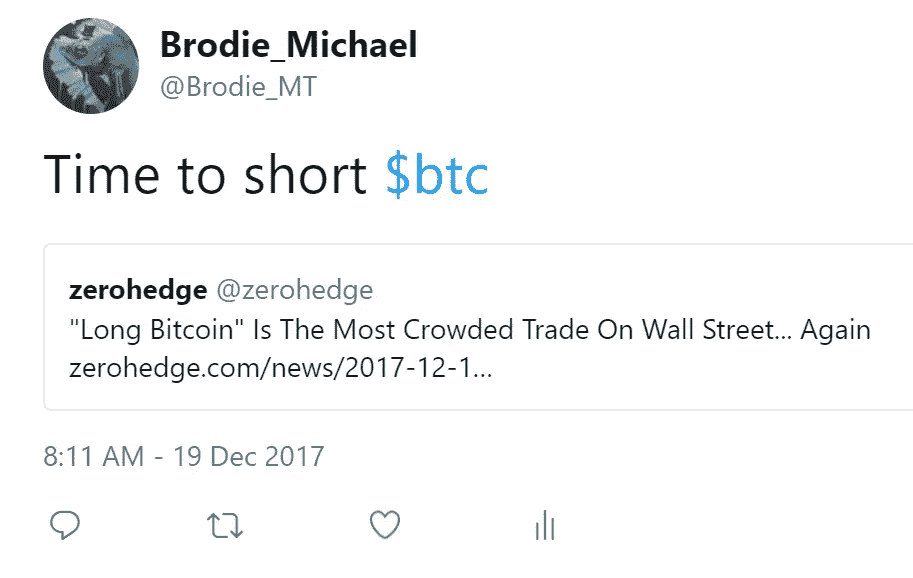 Brodie_Michael
@Brodie_MT
Time to short $btc
zerohedge @zerohedge
"Long Bitcoin" Is The Most Crowded Trade On Wall Street... Again
zerohedge.com/news/2017-12-1...
8:11 AM - 19 Dec 2017